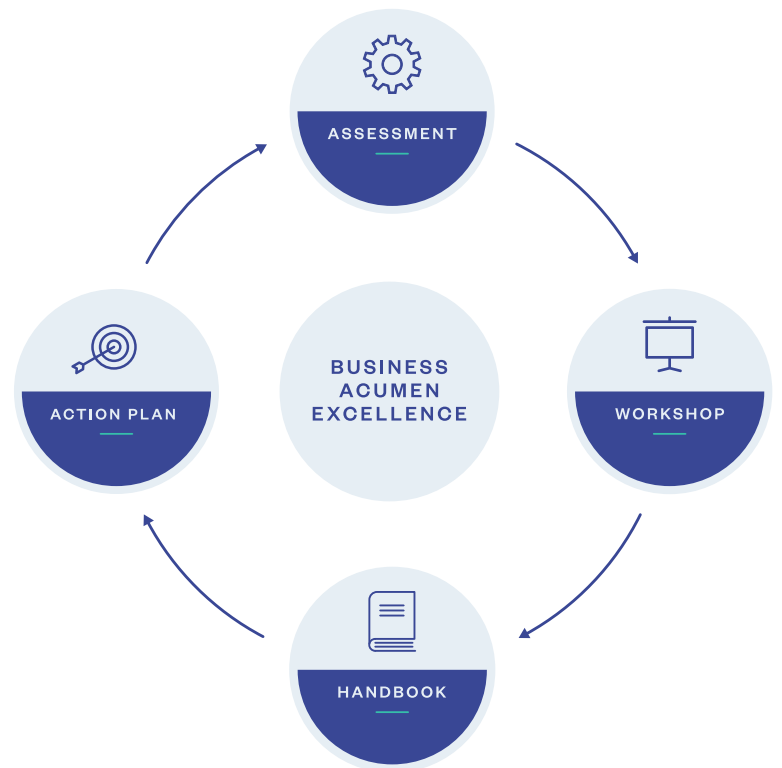 ASSESSMENT
BUSINESS
ACUMEN
EXCELLENCE
ACTION PLAN
WORKSHOP
HANDBOOK